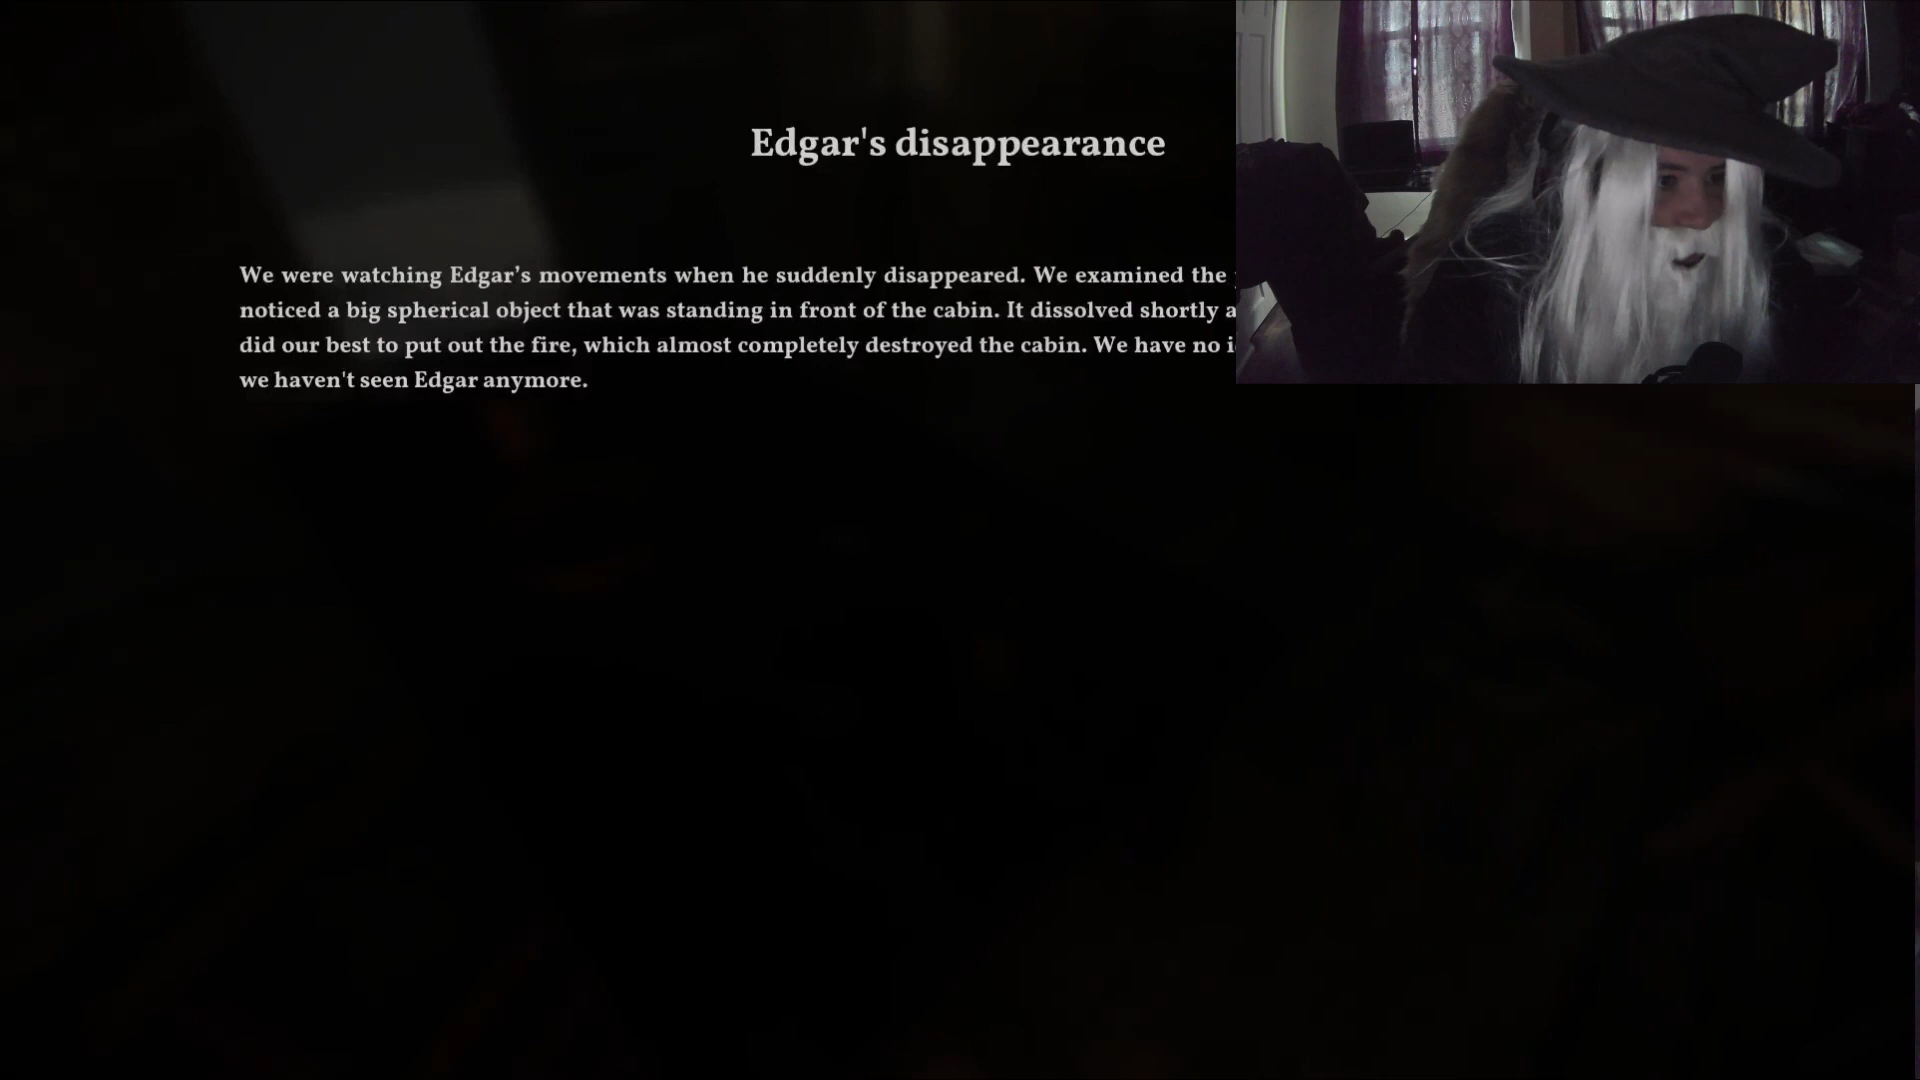 Edgar's disappearance
We were watching Edgar’s movements when he suddenly disappeared. We examined the
noticed a big spherical object that was standing in front of the cabin. It dissolved shortly
did our best to put out the fire, which almost completely destroyed the cabin. We have no
we haven't seen Edgar anymore.